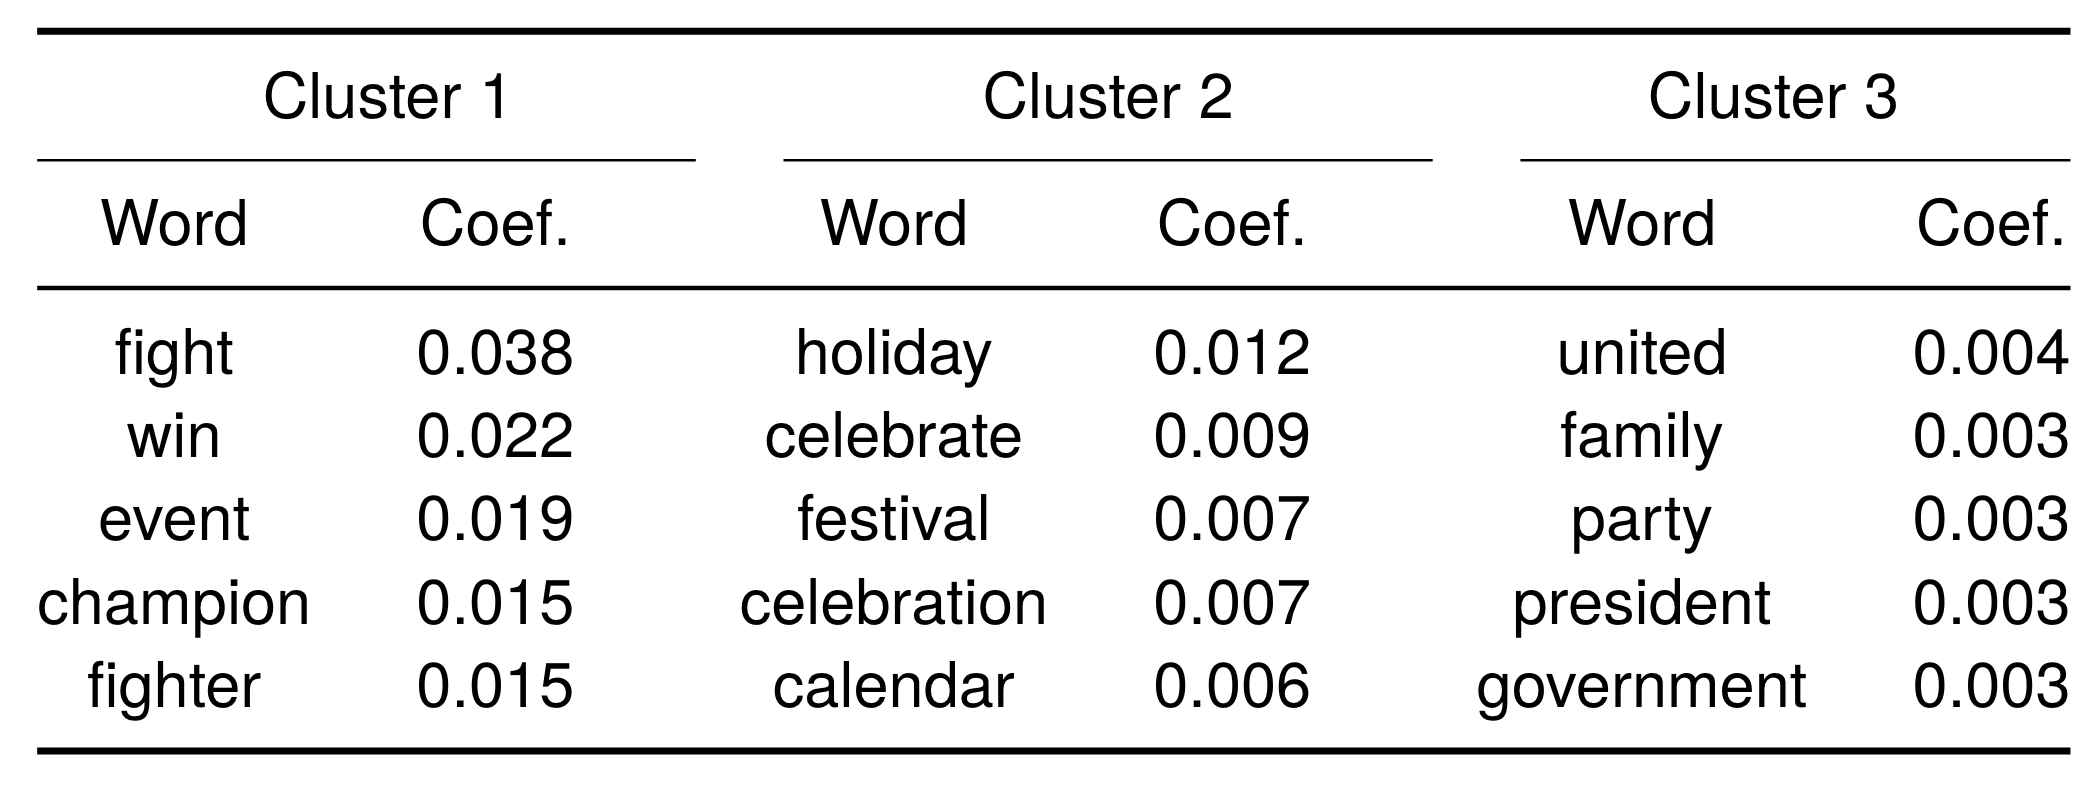 Cluster 1 Cluster 2 Cluster 3
Word Coef. Word Coef. Word Coef.
fight 0.038 holiday 0.012 united 0.004
win 0.022 celebrate 0.009 family 0.003
event 0.019 festival 0.007 party 0.003
champion 0.015 celebration 0.007 president 0.003
fighter 0.015 calendar 0.006 government 0.003